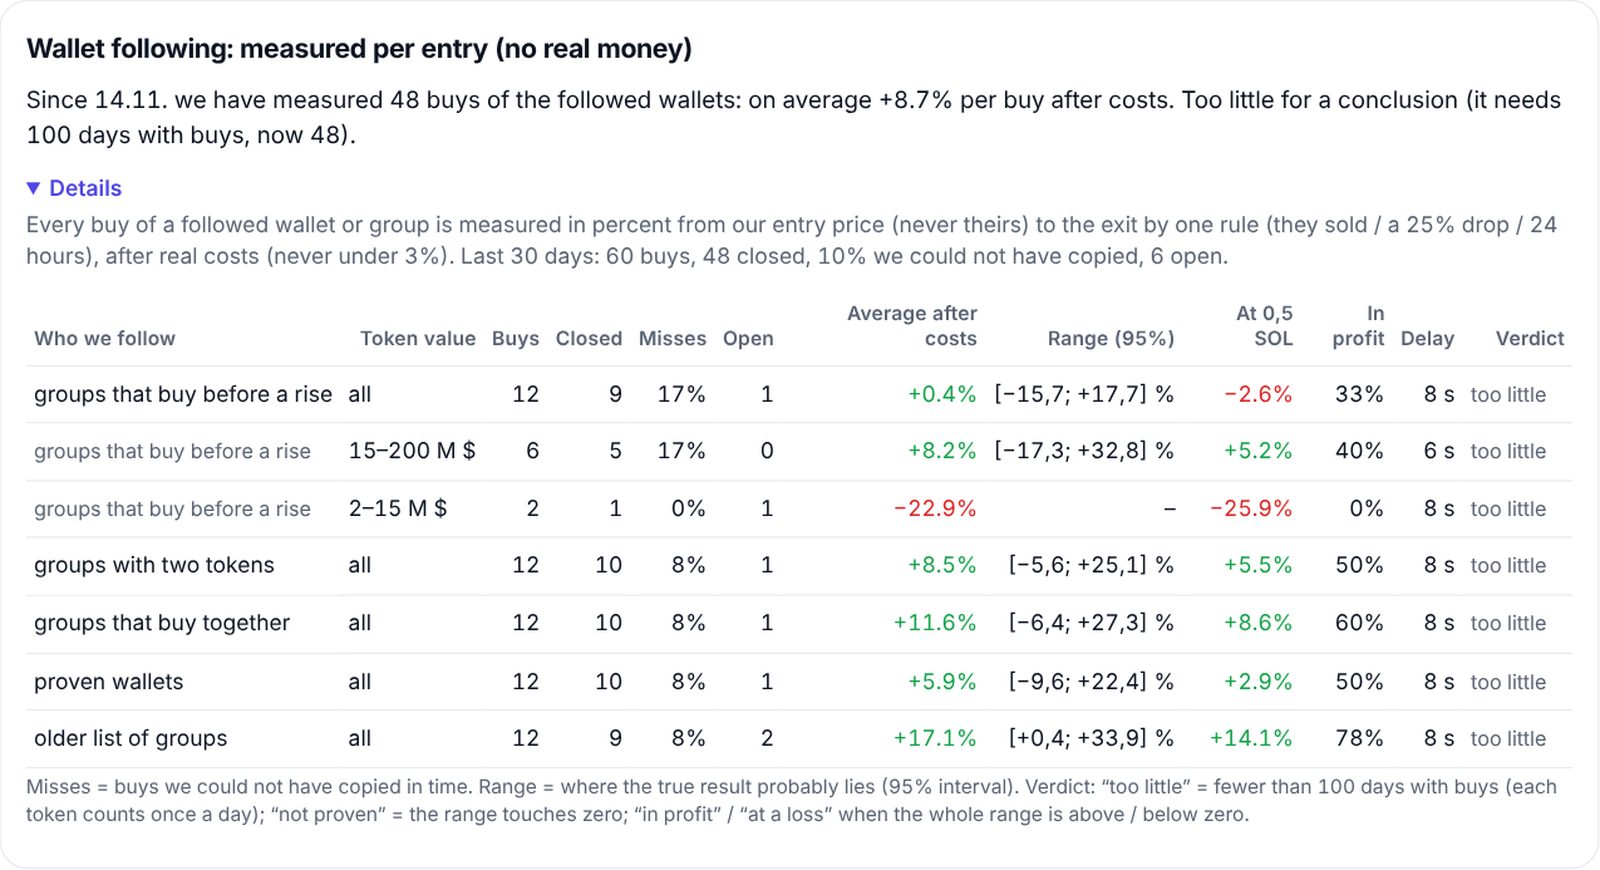 Wallet following: measured per entry (no real money)
Since 14.11. we have measured 48 buys of the followed wallets: on average +8.7% per buy after costs. Too little for a conclusion (it needs
100 days with buys, now 48).
▼ Details
Every buy of a followed wallet or group is measured in percent from our entry price (never theirs) to the exit by one rule (they sold / a 25% drop / 24
hours), after real costs (never under 3%). Last 30 days: 60 buys, 48 closed, 10% we could not have copied, 6 open.
Who we follow Token value Buys Closed Misses Open Average after costs Range (95%) At 0,5 SOL In profit Delay Verdict
groups that buy before a rise all 12 9 17% 1 +0.4% [−15,7; +17,7] % −2.6% 33% 8 s too little
groups that buy before a rise 15–200 M $ 6 5 17% 0 +8.2% [−17,3; +32,8] % +5.2% 40% 6 s too little
groups that buy before a rise 2–15 M $ 2 1 0% 1 −22.9% – −25.9% 0% 8 s too little
groups with two tokens all 12 10 8% 1 +8.5% [−5,6; +25,1] % +5.5% 50% 8 s too little
groups that buy together all 12 10 8% 1 +11.6% [−6,4; +27,3] % +8.6% 60% 8 s too little
proven wallets all 12 10 8% 1 +5.9% [−9,6; +22,4] % +2.9% 50% 8 s too little
older list of groups all 12 9 8% 2 +17.1% [+0,4; +33,9] % +14.1% 78% 8 s too little
Misses = buys we could not have copied in time. Range = where the true result probably lies (95% interval). Verdict: “too little” = fewer than 100 days with buys (each
token counts once a day); “not proven” = the range touches zero; “in profit” / “at a loss” when the whole range is above / below zero.